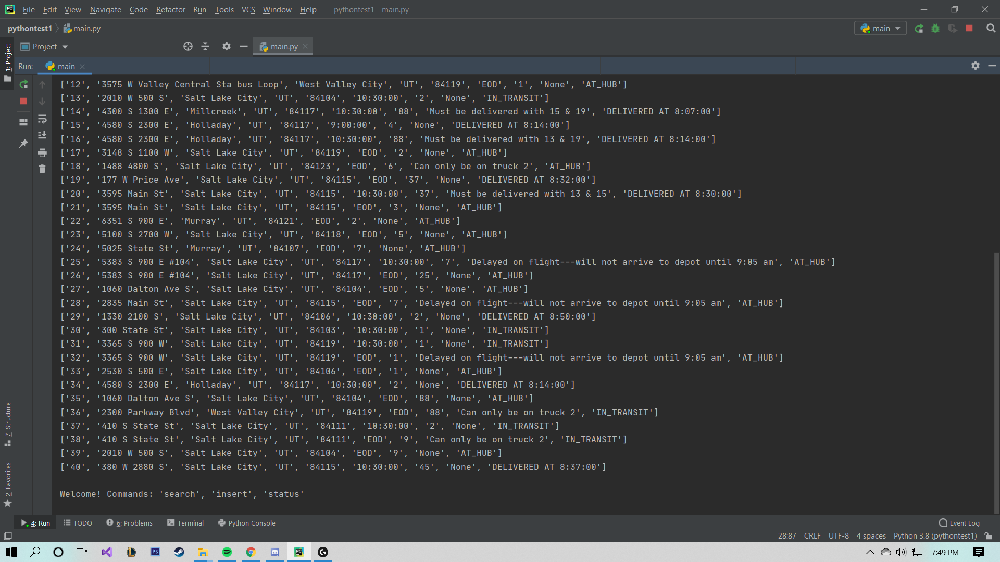 File Edit View Navigate Code Refactor Run Tools VCS Window Help pythontest1 - main.py
pythontest1 main.py main
Project main.py
1: Project
Run: main
['12', '3575 W Valley Central Sta bus Loop', 'West Valley City', 'UT', '84119', 'EOD', '1', 'None', 'AT_HUB']
['13', '2010 W 500 S', 'Salt Lake City', 'UT', '84104', '10:30:00', '2', 'None', 'IN_TRANSIT']
['14', '4300 S 1300 E', 'Millcreek', 'UT', '84117', '10:30:00', '88', 'Must be delivered with 15 & 19', 'DELIVERED AT 8:07:00']
['15', '4580 S 2300 E', 'Holladay', 'UT', '84117', '9:00:00', '4', 'None', 'DELIVERED AT 8:14:00']
['16', '4580 S 2300 E', 'Holladay', 'UT', '84117', '10:30:00', '88', 'Must be delivered with 13 & 19', 'DELIVERED AT 8:14:00']
['17', '3148 S 1100 W', 'Salt Lake City', 'UT', '84119', 'EOD', '2', 'None', 'AT_HUB']
['18', '1488 4800 S', 'Salt Lake City', 'UT', '84123', 'EOD', '6', 'Can only be on truck 2', 'AT_HUB']
['19', '177 W Price Ave', 'Salt Lake City', 'UT', '84115', 'EOD', '37', 'None', 'DELIVERED AT 8:32:00']
['20', '3595 Main St', 'Salt Lake City', 'UT', '84115', '10:30:00', '37', 'Must be delivered with 13 & 15', 'DELIVERED AT 8:30:00']
['21', '3595 Main St', 'Salt Lake City', 'UT', '84115', 'EOD', '3', 'None', 'AT_HUB']
['22', '6351 S 900 E', 'Murray', 'UT', '84121', 'EOD', '2', 'None', 'AT_HUB']
['23', '5100 S 2700 W', 'Salt Lake City', 'UT', '84118', 'EOD', '5', 'None', 'AT_HUB']
['24', '5025 State St', 'Murray', 'UT', '84107', 'EOD', '7', 'None', 'AT_HUB']
['25', '5383 S 900 E #104', 'Salt Lake City', 'UT', '84117', '10:30:00', '7', 'Delayed on flight---will not arrive to depot until 9:05 am', 'AT_HUB']
['26', '5383 S 900 E #104', 'Salt Lake City', 'UT', '84117', 'EOD', '25', 'None', 'AT_HUB']
['27', '1060 Dalton Ave S', 'Salt Lake City', 'UT', '84104', 'EOD', '5', 'None', 'AT_HUB']
['28', '2835 Main St', 'Salt Lake City', 'UT', '84115', 'EOD', '7', 'Delayed on flight---will not arrive to depot until 9:05 am', 'AT_HUB']
['29', '1330 2100 S', 'Salt Lake City', 'UT', '84106', '10:30:00', '2', 'None', 'DELIVERED AT 8:50:00']
['30', '300 State St', 'Salt Lake City', 'UT', '84103', '10:30:00', '1', 'None', 'IN_TRANSIT']
['31', '3365 S 900 W', 'Salt Lake City', 'UT', '84119', '10:30:00', '1', 'None', 'IN_TRANSIT']
['32', '3365 S 900 W', 'Salt Lake City', 'UT', '84119', 'EOD', '1', 'Delayed on flight---will not arrive to depot until 9:05 am', 'AT_HUB']
['33', '2530 S 500 E', 'Salt Lake City', 'UT', '84106', 'EOD', '1', 'None', 'AT_HUB']
['34', '4580 S 2300 E', 'Holladay', 'UT', '84117', '10:30:00', '2', 'None', 'DELIVERED AT 8:14:00']
['35', '1060 Dalton Ave S', 'Salt Lake City', 'UT', '84104', 'EOD', '88', 'None', 'AT_HUB']
['36', '2300 Parkway Blvd', 'West Valley City', 'UT', '84119', 'EOD', '88', 'Can only be on truck 2', 'IN_TRANSIT']
['37', '410 S State St', 'Salt Lake City', 'UT', '84111', '10:30:00', '2', 'None', 'IN_TRANSIT']
['38', '410 S State St', 'Salt Lake City', 'UT', '84111', 'EOD', '9', 'Can only be on truck 2', 'IN_TRANSIT']
['39', '2010 W 500 S', 'Salt Lake City', 'UT', '84104', 'EOD', '9', 'None', 'AT_HUB']
['40', '380 W 2880 S', 'Salt Lake City', 'UT', '84115', '10:30:00', '45', 'None', 'DELIVERED AT 8:37:00']
Welcome! Commands: 'search', 'insert', 'status'
7: Structure
2: Favorites
4: Run TODO 6: Problems Terminal Python Console Event Log
28:87 CRLF UTF-8 4 spaces Python 3.8 (pythontest1)
7:49 PM